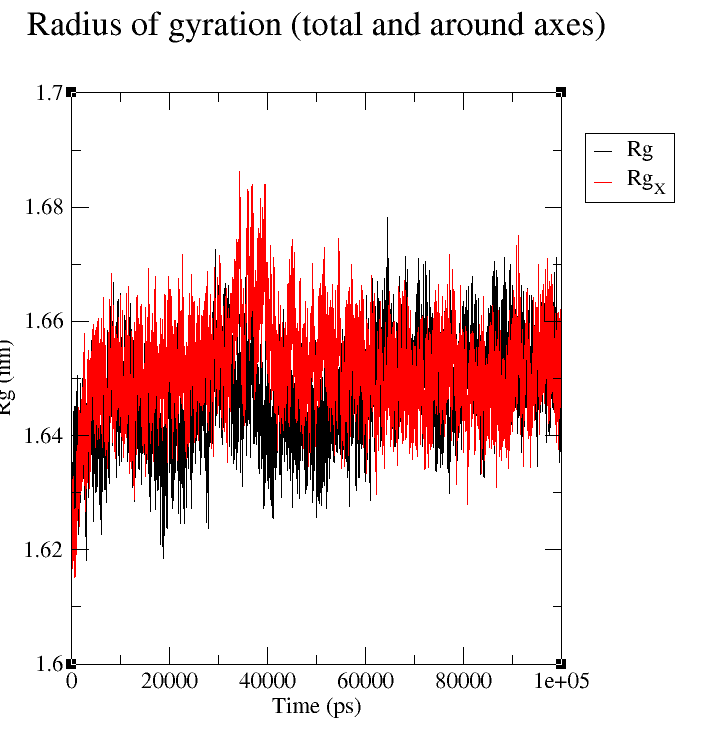 Radius of gyration (total and around axes)
1.7
1.68
1.66
1.64
1.62
1.6
Rg (nm)
0 20000 40000 60000 80000 1e+05
Time (ps)
Rg
Rg_X